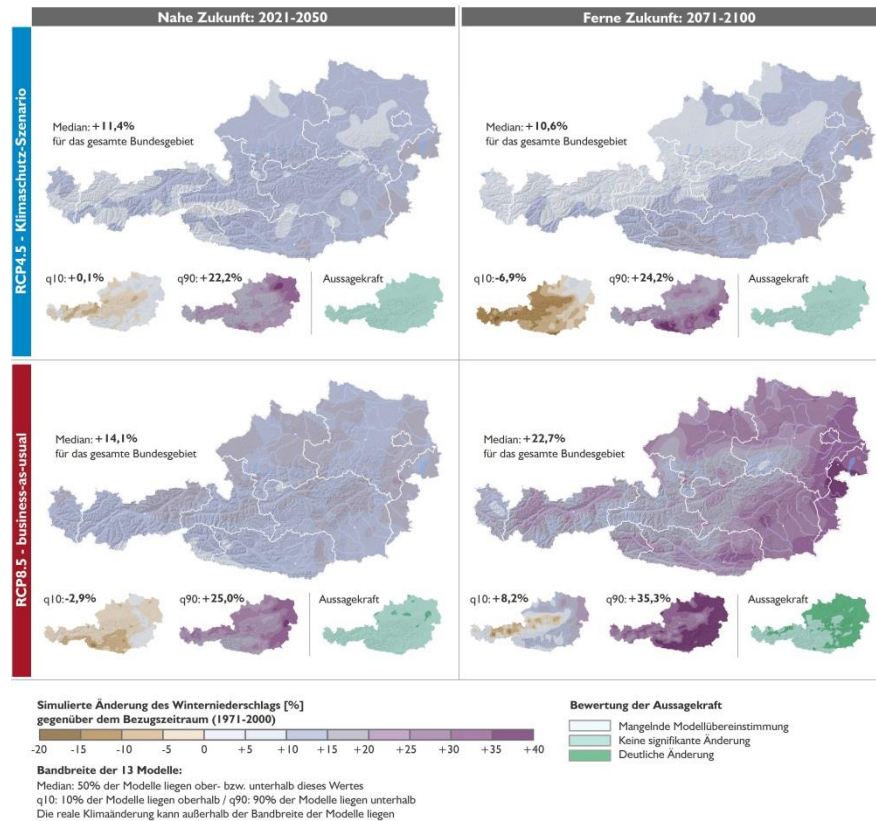 Nahe Zukunft: 2021-2050
Ferne Zukunft: 2071-2100
RCP4.5 - Klimaschutz-Szenario
Median: +11,4%
für das gesamte Bundesgebiet
q10: +0,1%
q90: +22,2%
Aussagekraft
Median: +10,6%
für das gesamte Bundesgebiet
q10: -6,9%
q90: +24,2%
Aussagekraft
RCP8.5 - business-as-usual
Median: +14,1%
für das gesamte Bundesgebiet
q10: -2,9%
q90: +25,0%
Aussagekraft
Median: +22,7%
für das gesamte Bundesgebiet
q10: +8,2%
q90: +35,3%
Aussagekraft
Simulierte Änderung des Winterniederschlags [%]
gegenüber dem Bezugszeitraum (1971-2000)
-20 -15 -10 -5 0 +5 +10 +15 +20 +25 +30 +35 +40
Bandbreite der 13 Modelle:
Median: 50% der Modelle liegen ober- bzw. unterhalb dieses Wertes
q10: 10% der Modelle liegen oberhalb / q90: 90% der Modelle liegen unterhalb
Die reale Klimaänderung kann außerhalb der Bandbreite der Modelle liegen
Bewertung der Aussagekraft
Mangelnde Modellübereinstimmung
Keine signifikante Änderung
Deutliche Änderung